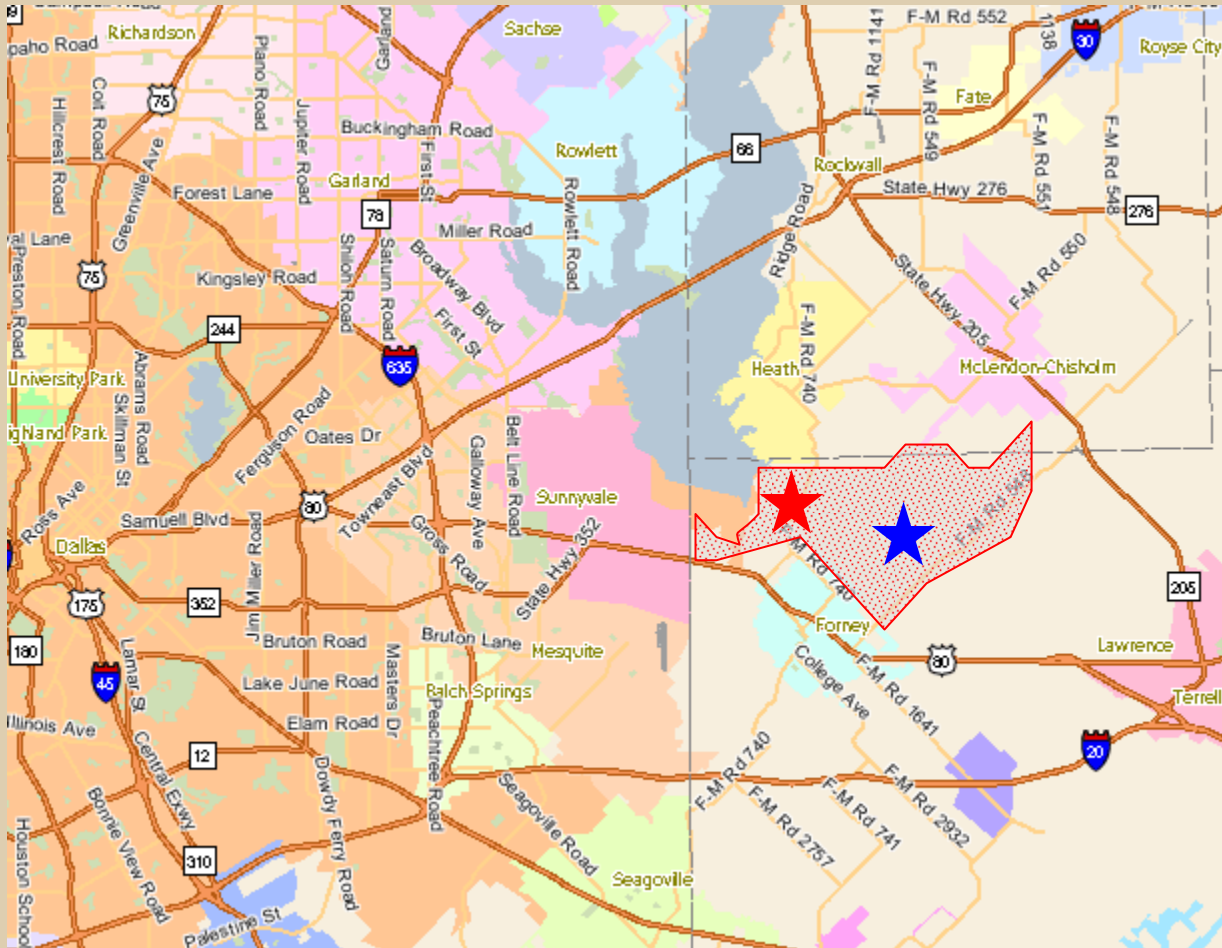 Richardson
Sachse
F-M Rd 552
F-M Rd 1141
1138
30
Royse City
Coit Road
Hillcrest Road
75
Plano Road
Jupiter Road
Greenville Ave
Buckingham Road
First St
Rowlett
66
F-M Rd 549
Fate
F-M Rd 551
F-M Rd 548
Rockwall
Forest Lane
Garland
78
Miller Road
Rowlett Road
State Hwy 276
276
Ridge Road
Preston Road
75
Kingsley Road
Shiloh Road
Saturn Road
Broadway Blvd
First St
State Hwy 205
F-M Rd 550
244
635
F-M Rd 740
University Park
Abrams Road
Skillman St
Heath
McLendon-Chisholm
ighland Park
Ferguson Road
Oates Dr
Towneast Blvd
Galloway Ave
Belt Line Road
Sunnyvale
Ross Ave
80
Samuell Blvd
Gross Road
State Hwy 352
Dallas
175
352
Jim Miller Road
M Rd 740
205
180
Lamar St
Bruton Road
Bruton Lane
Mesquite
Forney
80
Lawrence
45
Lake June Road
Masters Dr
Balch Springs
College Ave
F-M Rd 1641
Terrell
Illinois Ave
Elam Road
Peachtree Road
12
Central Expwy
Dowdy Ferry Road
Seagoville Road
F-M Rd 740
F-M Rd 2757
F-M Rd 741
F-M Rd 2932
20
Bonnie View Road
Houston Schoo
310
Seagoville
Palestine St